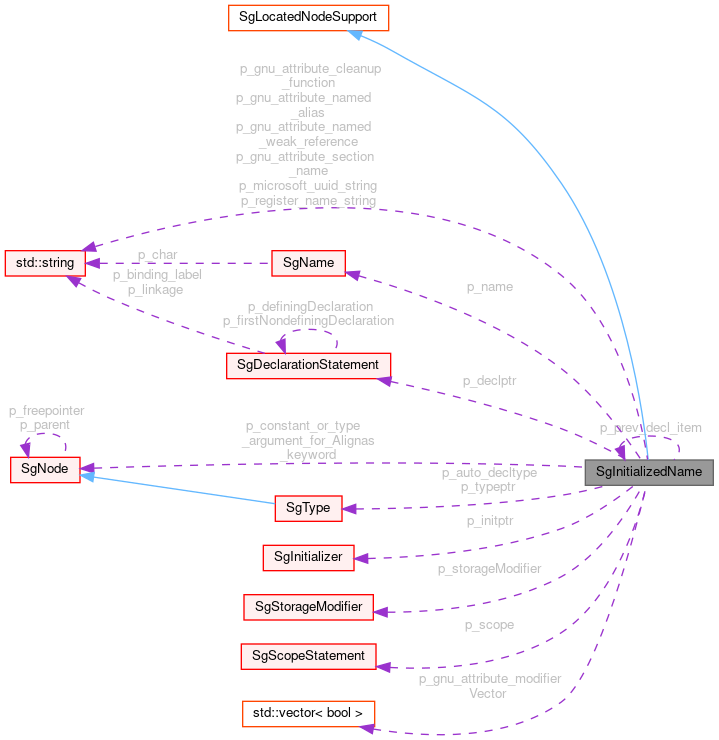 SgLocatedNodeSupport
p_gnu_attribute_cleanup
_function
p_gnu_attribute_named
_alias
p_gnu_attribute_named
_weak_reference
p_gnu_attribute_section
_name
p_microsoft_uuid_string
p_register_name_string
std::string
p_char
SgName
p_binding_label
p_linkage
p_name
p_definingDeclaration
p_firstNondefiningDeclaration
SgDeclarationStatement
p_declptr
p_freepointer
p_parent
p_constant_or_type
_argument_for_Alignas
_keyword
p_prev_decl_item
SgNode
SgInitializedName
p_auto_decltype
p_typeptr
SgType
p_initptr
SgInitializer
p_storageModifier
SgStorageModifier
p_scope
SgScopeStatement
p_gnu_attribute_modifier
Vector
std::vector< bool >